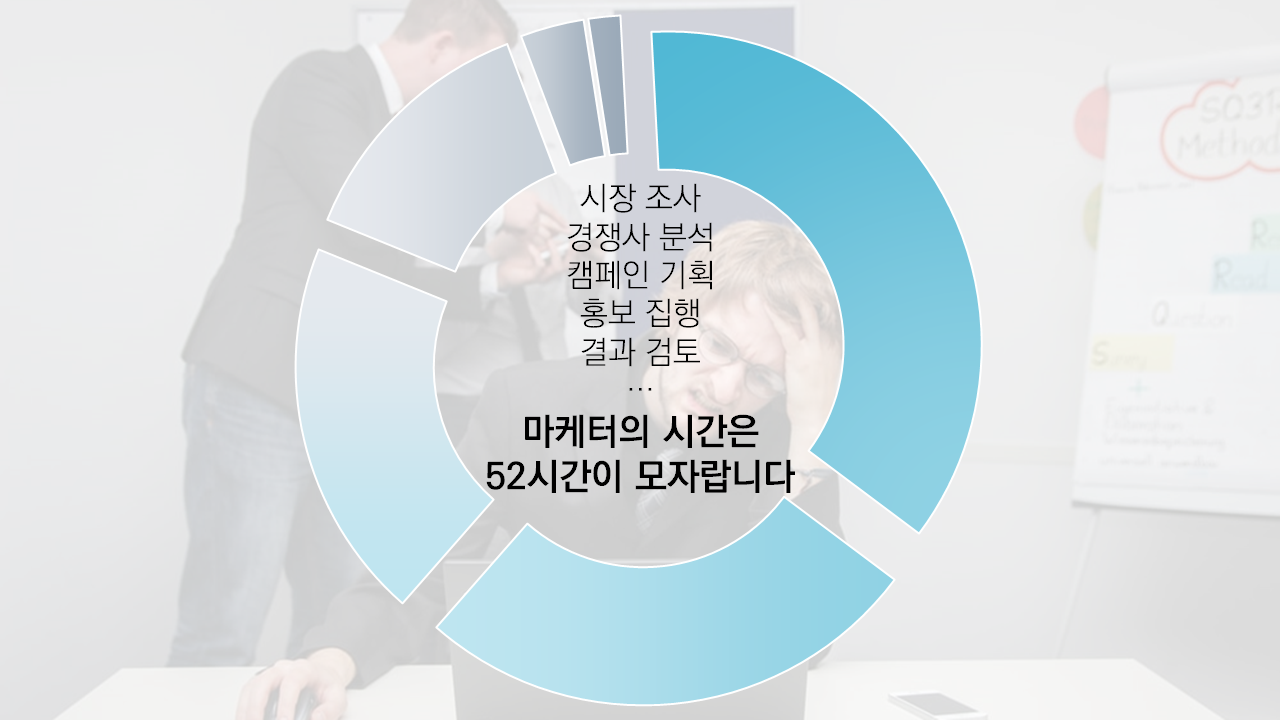 시장 조사
경쟁사 분석
캠페인 기획
홍보 집행
결과 검토
…
마케터의 시간은
52시간이 모자랍니다
SQ3R
Method
Read
Question